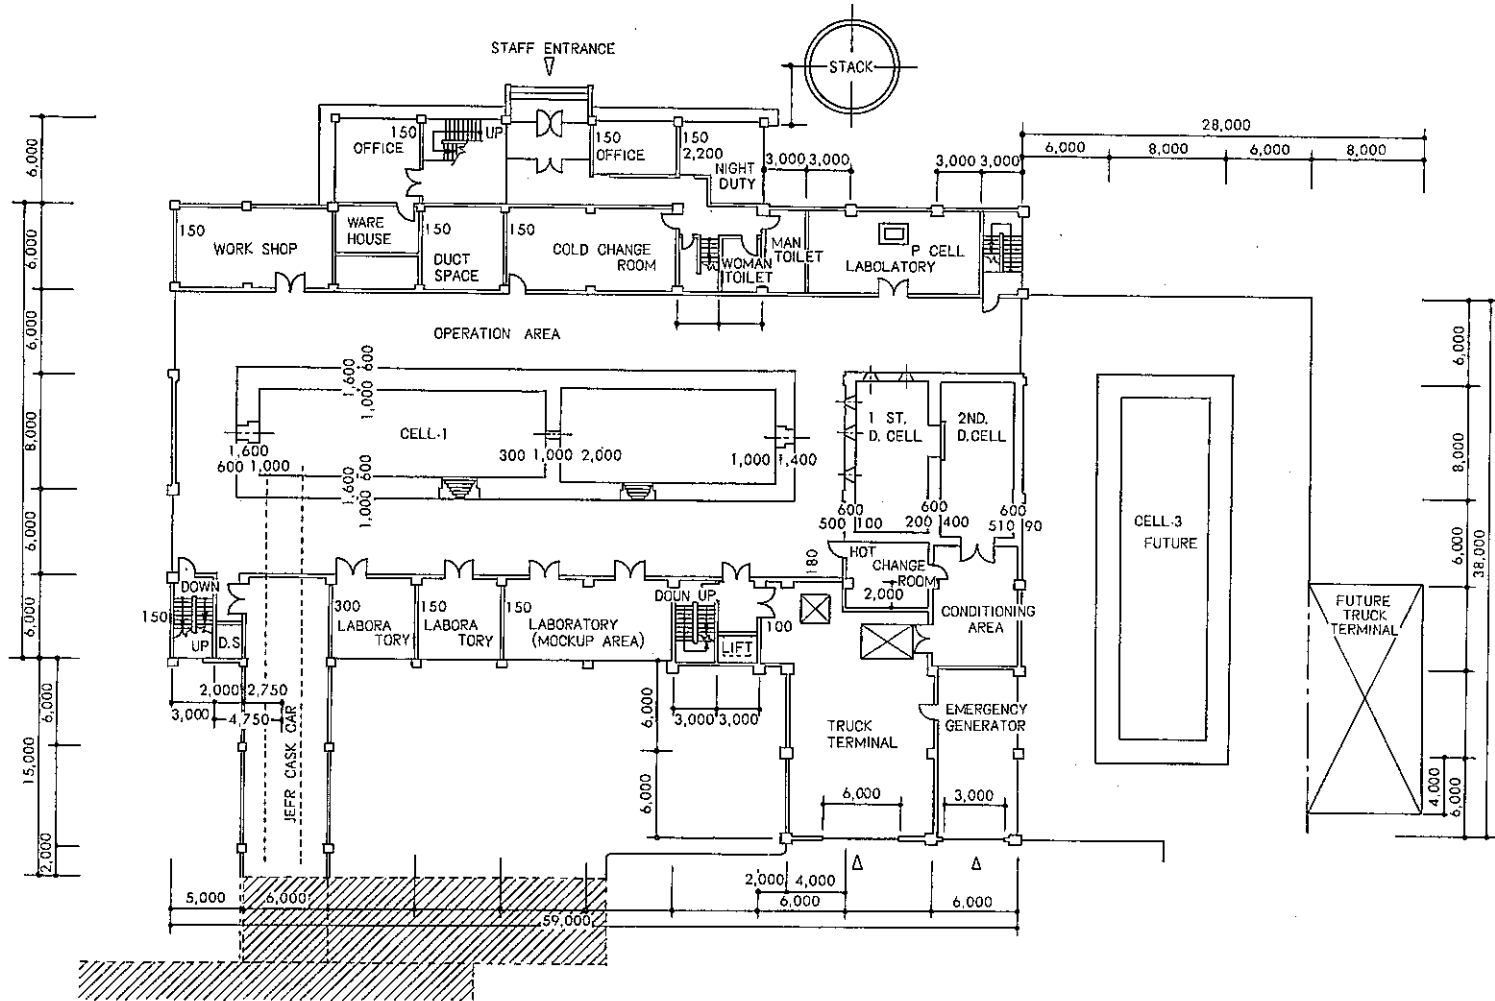 STAFF ENTRANCE
STACK
28,000
6,000
8,000
6,000
8,000
6,000
150
UP
OFFICE
150
OFFICE
150
2,200
NIGHT
DUTY
3,000
3,000
3,000
3,000
6,000
150
WORK SHOP
WARE
HOUSE
150
DUCT
SPACE
150
COLD CHANGE
ROOM
WOMAN
TOILET
MAN
TOILET
P CELL
LABOLATORY
6,000
OPERATION AREA
6,000
1,600
600
1,000
CELL-1
1,600
600
1,000
300
1,000
2,000
1,000
1,400
1,600
600
1,000
8,000
1 ST.
D. CELL
2ND.
D.CELL
600
500
100
600
200
400
600
510
90
8,000
CELL-3
FUTURE
6,000
180
HOT
CHANGE
ROOM
2,000
6,000
38,000
DOWN
150
UP
D.S
300
LABORA
TORY
150
LABORA
TORY
150
LABORATORY
(MOCKUP AREA)
DOUN UP
LIFT
100
CONDITIONING
AREA
6,000
FUTURE
TRUCK
TERMINAL
2,000
2,750
3,000
4,750
6,000
15,000
2,000
JEFR CASK CAR
3,000
3,000
6,000
6,000
TRUCK
TERMINAL
EMERGENCY
GENERATOR
6,000
3,000
4,000
6,000
5,000
6,000
2,000
4,000
6,000
6,000
59,000